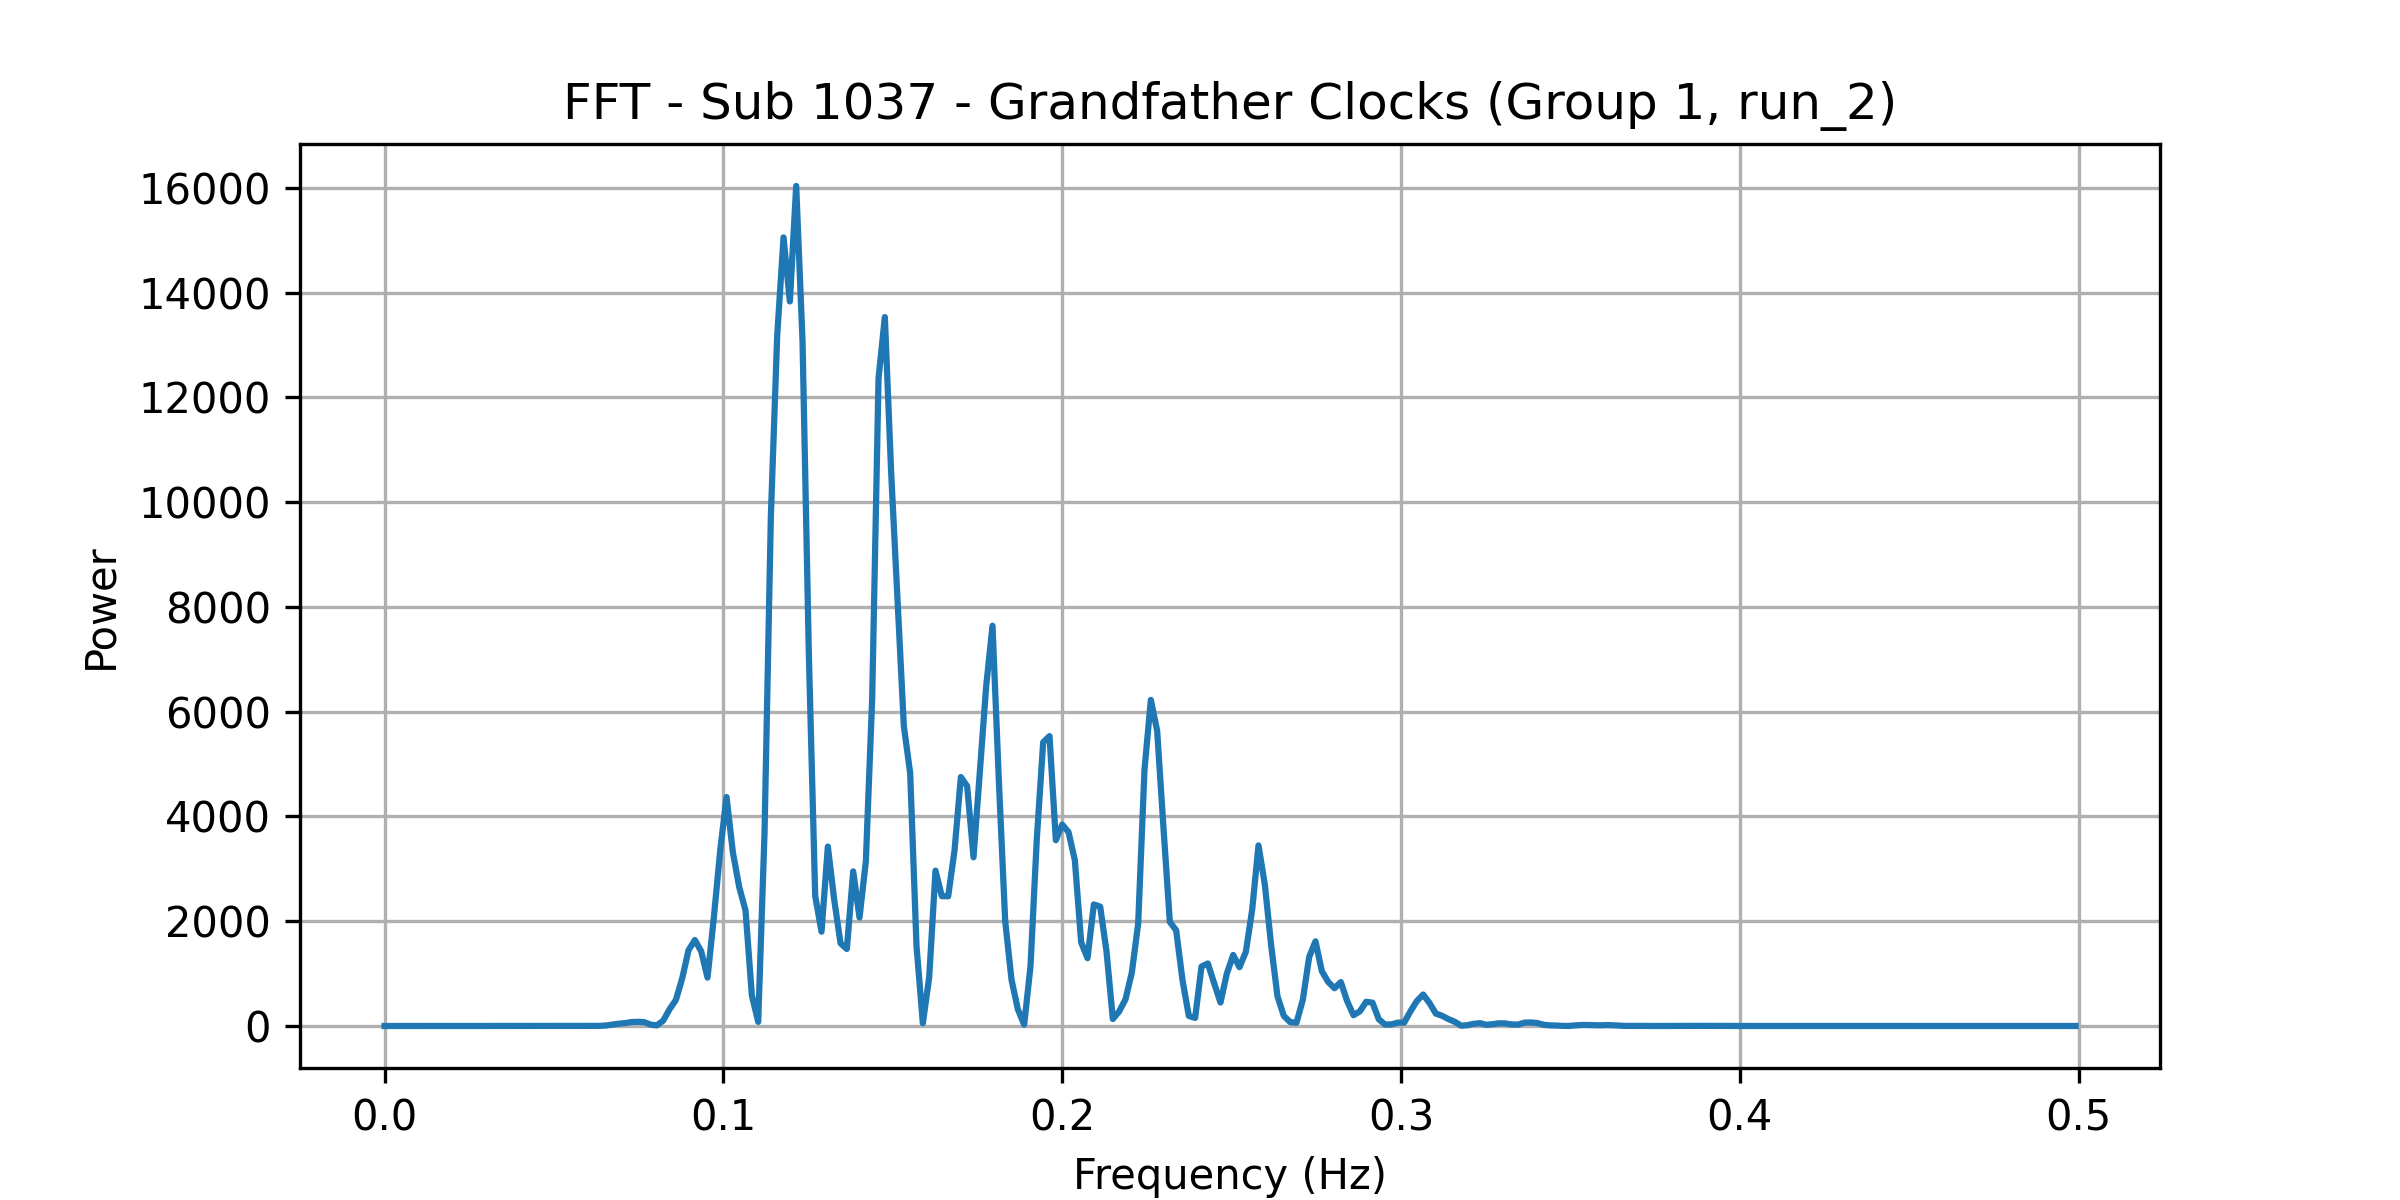 FFT - Sub 1037 - Grandfather Clocks (Group 1, run_2)
16000
14000
12000
10000
8000
6000
4000
2000
0
Power
0.0 0.1 0.2 0.3 0.4 0.5
Frequency (Hz)